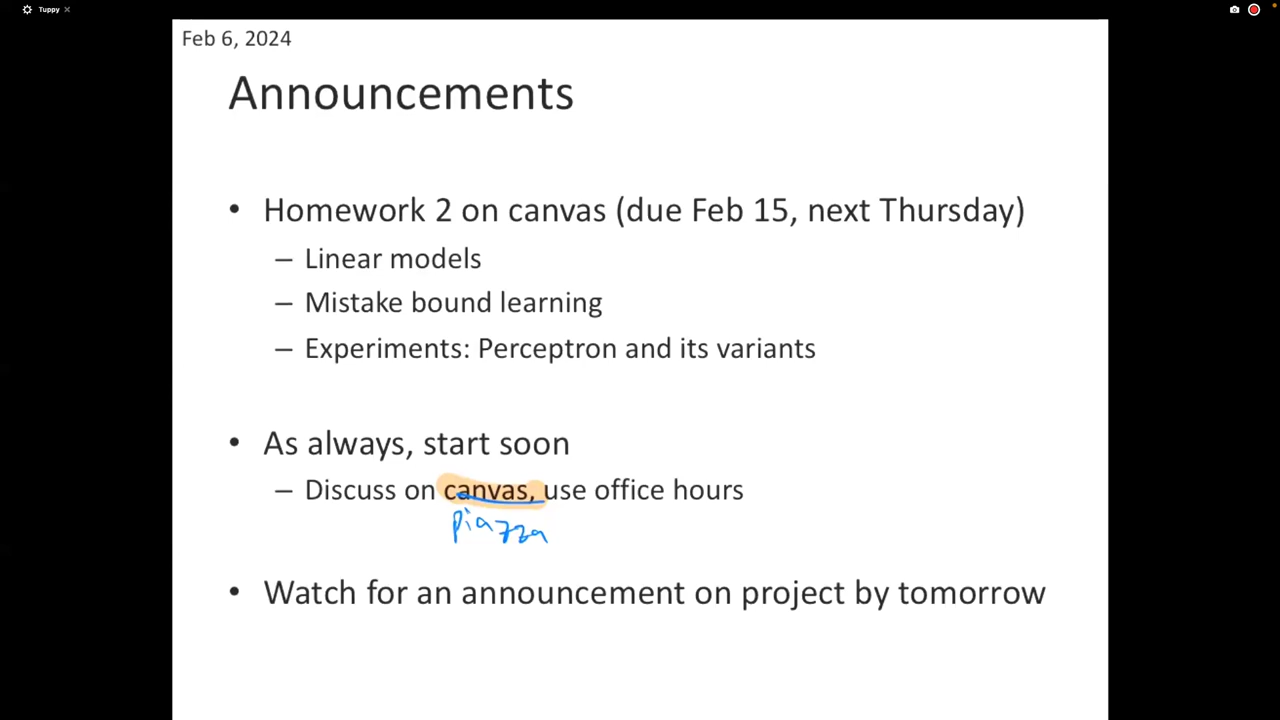 Tuppy
Feb 6, 2024
Announcements
• Homework 2 on canvas (due Feb 15, next Thursday)
– Linear models
– Mistake bound learning
– Experiments: Perceptron and its variants
• As always, start soon
– Discuss on canvas, use office hours
piazza
• Watch for an announcement on project by tomorrow